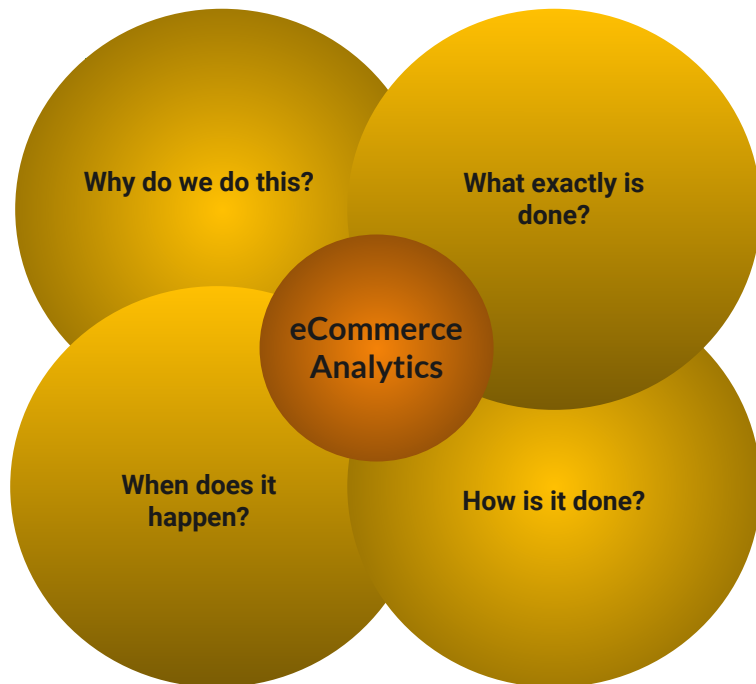 Why do we do this?
What exactly is
done?
eCommerce
Analytics
When does it
happen?
How is it done?